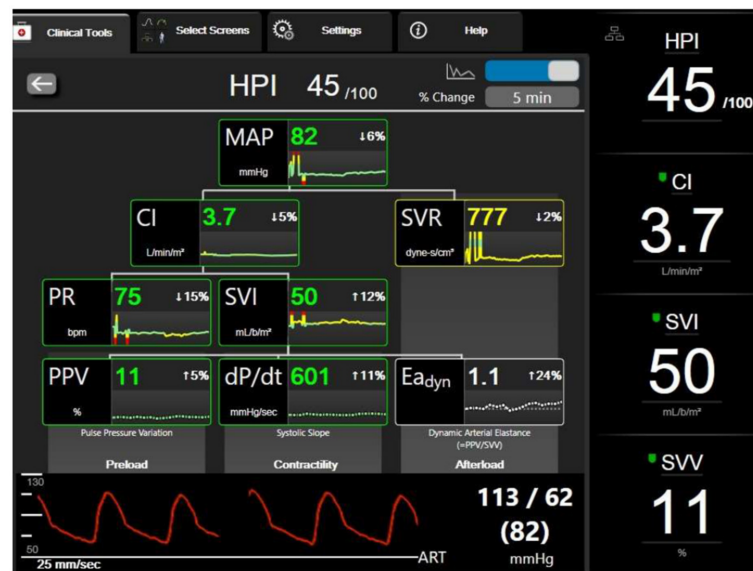 Clinical Tools
Select Screens
Settings
Help
HPI 45 /100
% Change
5 min
MAP 82 ↓6%
mmHg
CI 3.7 ↓5%
L/min/m²
SVR 777 ↓2%
dyne-s/cm⁵
PR 75 ↓15%
bpm
SVI 50 ↑12%
mL/b/m²
PPV 11 ↑5%
%
dP/dt 601 ↑11%
mmHg/sec
Eadyn 1.1 ↑24%
Pulse Pressure Variation
Systolic Slope
Dynamic Arterial Elastance
(=PPV/SVV)
Preload
Contractility
Afterload
130
50
25 mm/sec
ART
113 / 62
(82)
mmHg
HPI
45 /100
CI
3.7
L/min/m²
SVI
50
mL/b/m²
SVV
11
%